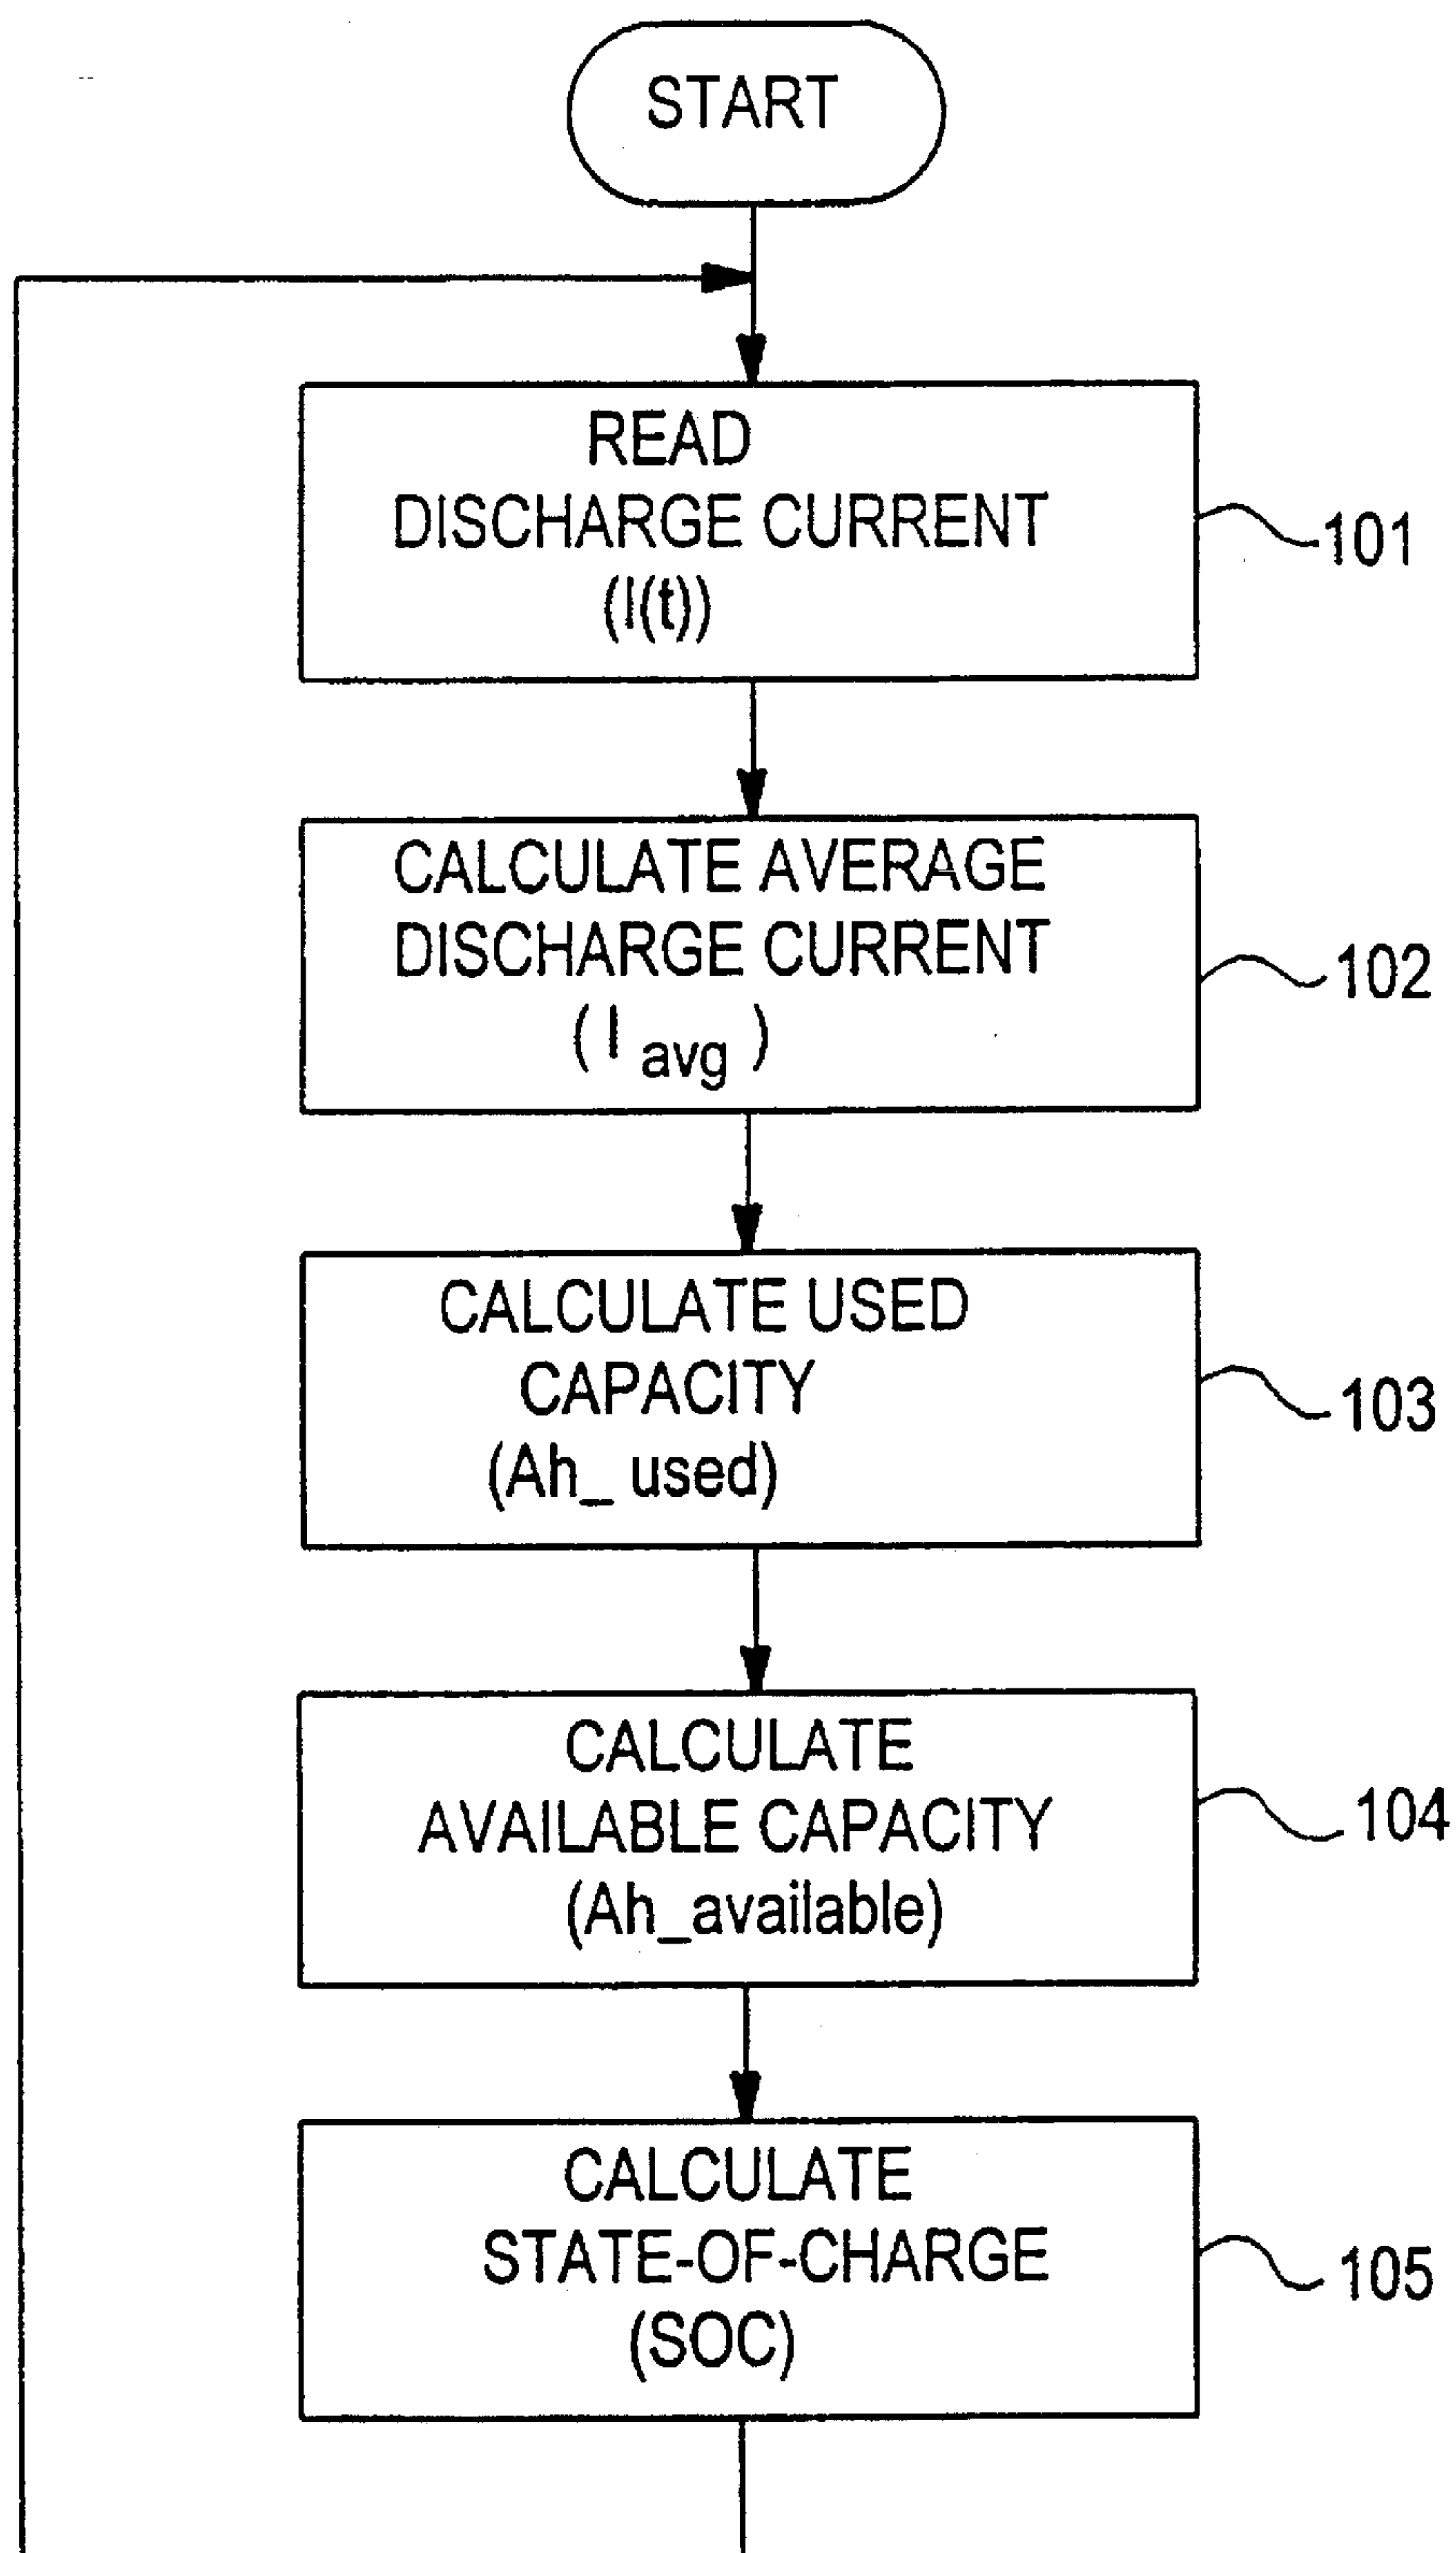 START
READ
DISCHARGE CURRENT
(I(t))
101
CALCULATE AVERAGE
DISCHARGE CURRENT
( I avg )
102
CALCULATE USED
CAPACITY
(Ah_ used)
103
CALCULATE
AVAILABLE CAPACITY
(Ah_available)
104
CALCULATE
STATE-OF-CHARGE
(SOC)
105